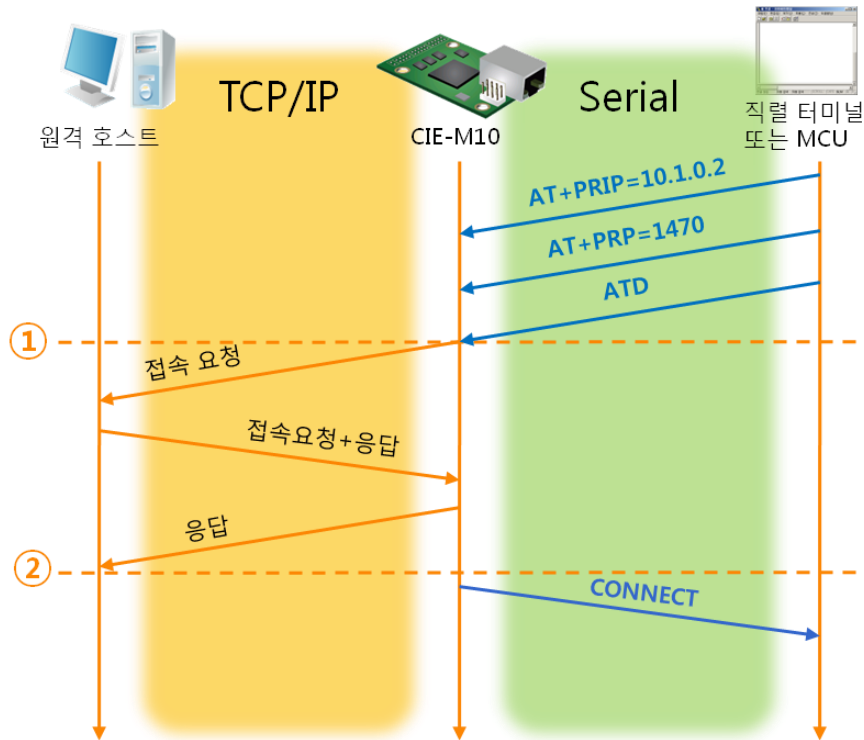 TCP/IP
Serial
원격 호스트
CIE-M10
직렬 터미널
또는 MCU
AT+PRIP=10.1.0.2
AT+PRP=1470
ATD
①
접속 요청
접속요청+응답
응답
②
CONNECT